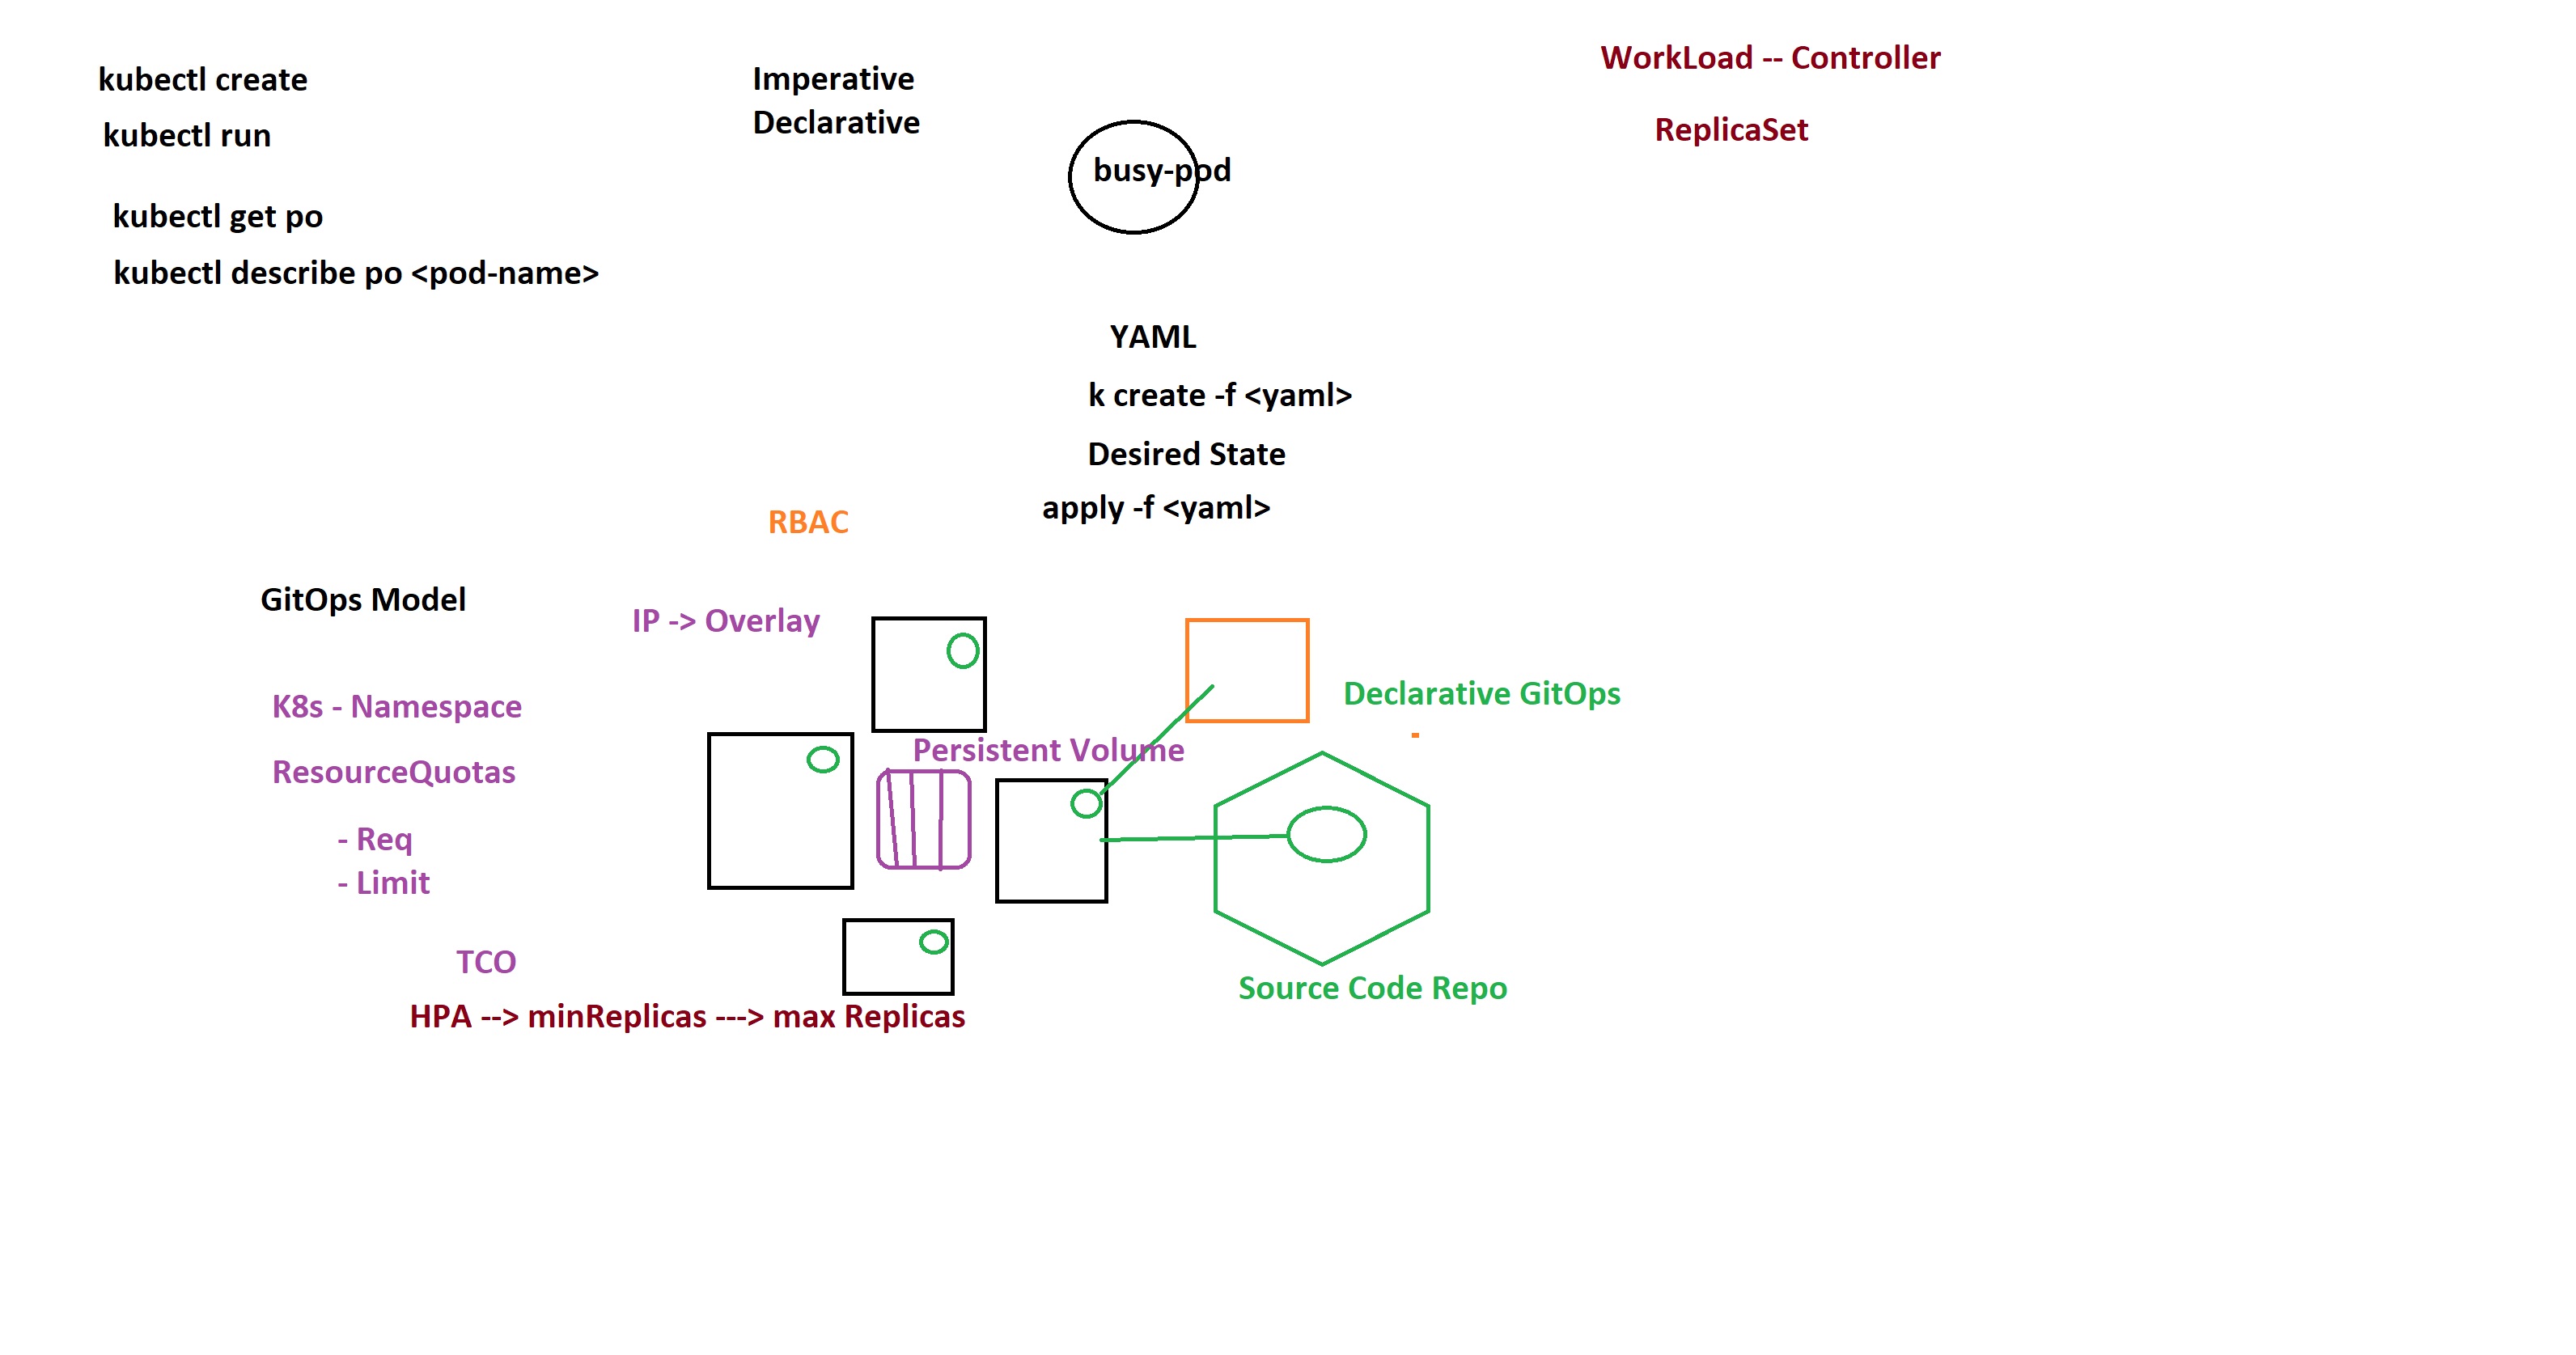 kubectl create
kubectl run
kubectl get po
kubectl describe po <pod-name>
Imperative
Declarative
busy-pod
WorkLoad -- Controller
ReplicaSet
YAML
k create -f <yaml>
Desired State
apply -f <yaml>
RBAC
GitOps Model
IP -> Overlay
K8s - Namespace
ResourceQuotas
- Req
- Limit
TCO
HPA --> minReplicas ---> max Replicas
Persistent Volume
Declarative GitOps
Source Code Repo